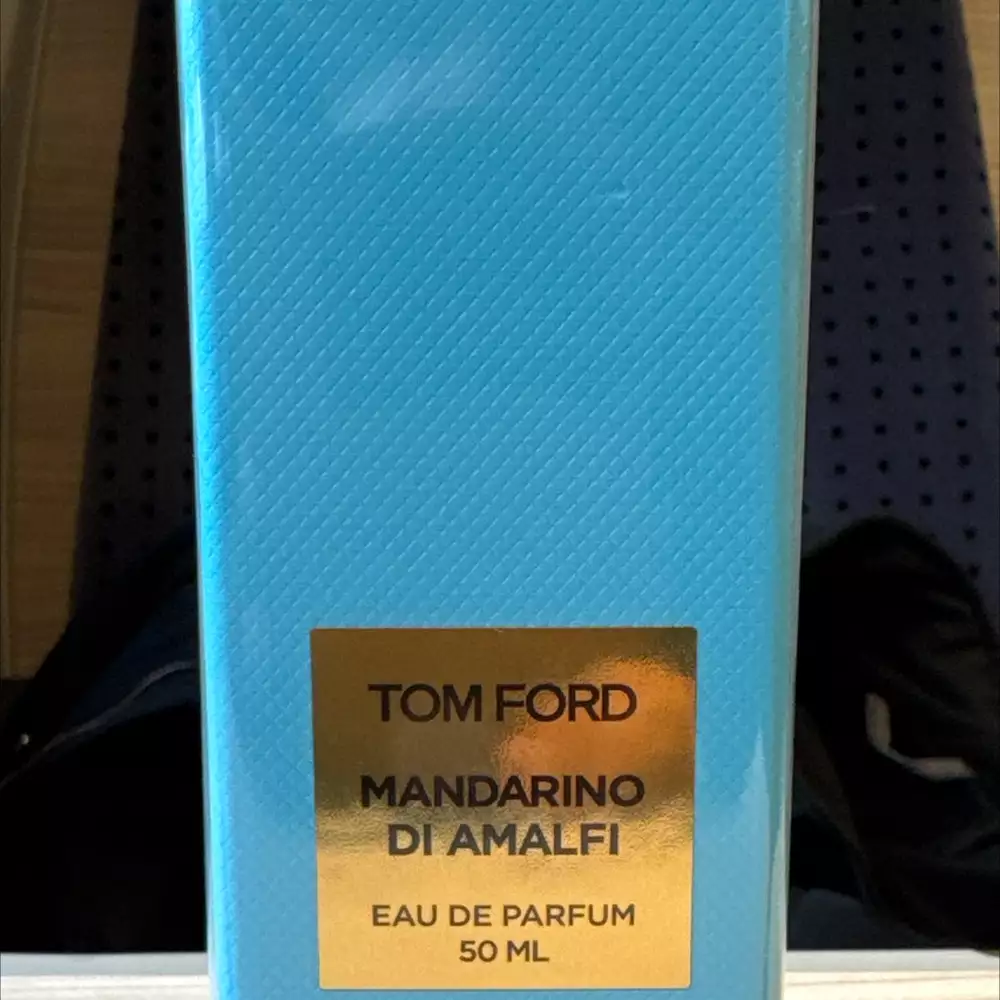 TOM FORD
MANDARINO
DI AMALFI
EAU DE PARFUM
50 ML